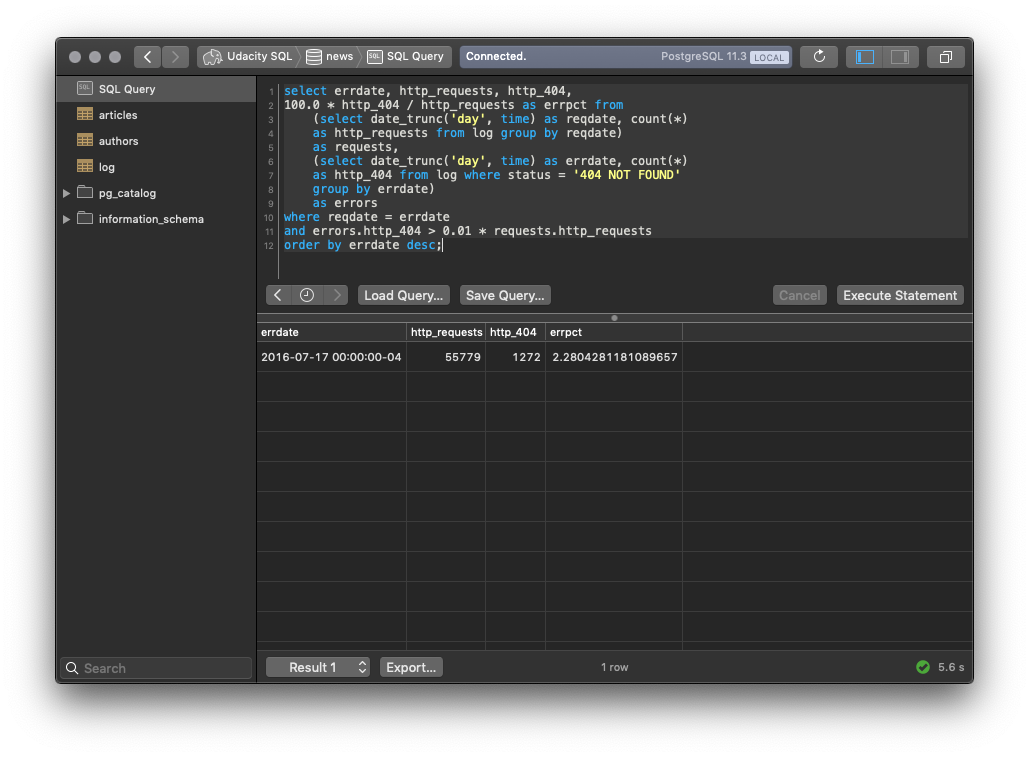 Udacity SQL news SQL Query Connected. PostgreSQL 11.3 LOCAL
SQL SQL Query
articles
authors
log
pg_catalog
information_schema
1 select errdate, http_requests, http_404,
2 100.0 * http_404 / http_requests as errpct from
3 (select date_trunc('day', time) as reqdate, count(*)
4 as http_requests from log group by reqdate)
5 as requests,
6 (select date_trunc('day', time) as errdate, count(*)
7 as http_404 from log where status = '404 NOT FOUND'
8 group by errdate)
9 as errors
10 where reqdate = errdate
11 and errors.http_404 > 0.01 * requests.http_requests
12 order by errdate desc;
Load Query... Save Query... Cancel Execute Statement
errdate http_requests http_404 errpct
2016-07-17 00:00:00-04 55779 1272 2.2804281181089657
Search Result 1 Export... 1 row 5.6 s